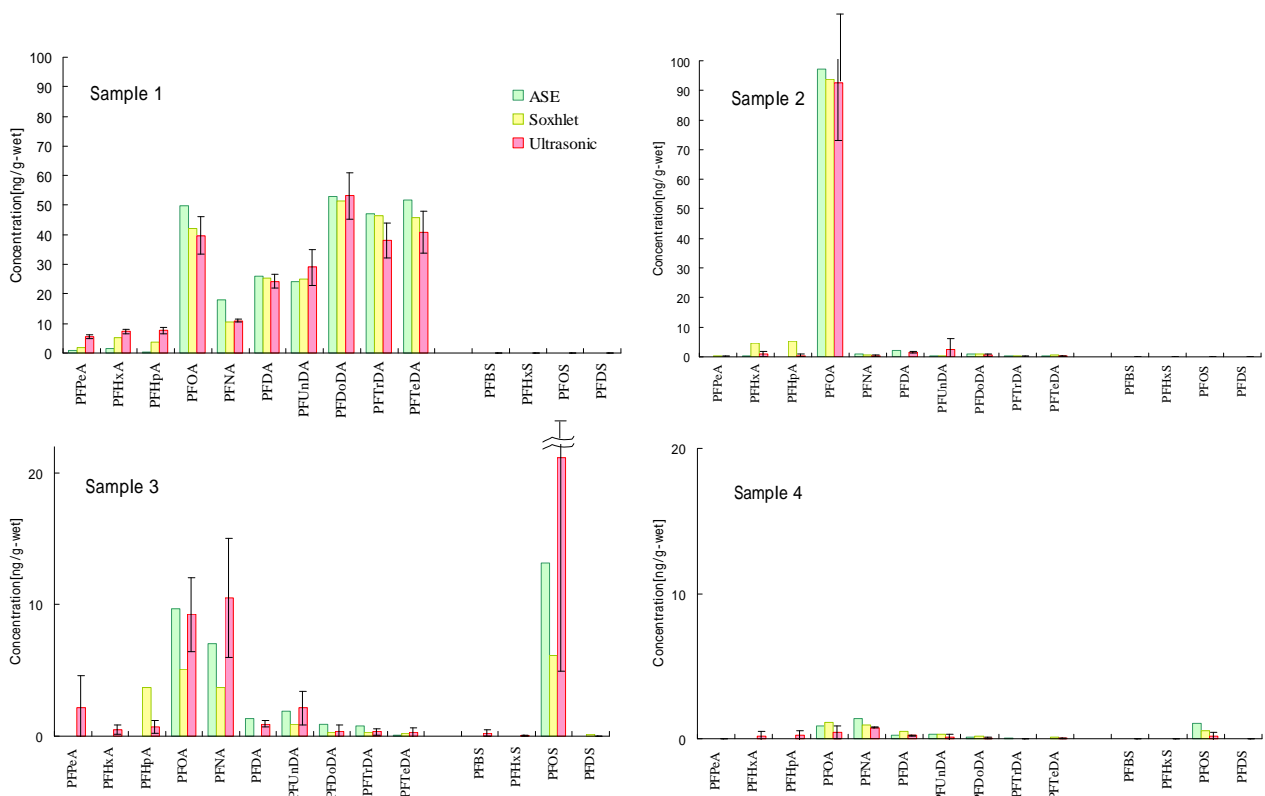 Sample 1
Concentration[ng/g-wet]
100
90
80
70
60
50
40
30
20
10
0
ASE
Soxhlet
Ultrasonic
PFPeA
PFHxA
PFHpA
PFOA
PFNA
PFDA
PFUnDA
PFDoDA
PFTrDA
PFTeDA
PFBS
PFHxS
PFOS
PFDS
Sample 2
Concentration[ng/g-wet]
100
90
80
70
60
50
40
30
20
10
0
PFPeA
PFHxA
PFHpA
PFOA
PFNA
PFDA
PFUnDA
PFDoDA
PFTrDA
PFTeDA
PFBS
PFHxS
PFOS
PFDS
Sample 3
Concentration[ng/g-wet]
20
10
0
PFPeA
PFHxA
PFHpA
PFOA
PFNA
PFDA
PFUnDA
PFDoDA
PFTrDA
PFTeDA
PFBS
PFHxS
PFOS
PFDS
Sample 4
Concentration[ng/g-wet]
20
10
0
PFPeA
PFHxA
PFHpA
PFOA
PFNA
PFDA
PFUnDA
PFDoDA
PFTrDA
PFTeDA
PFBS
PFHxS
PFOS
PFDS